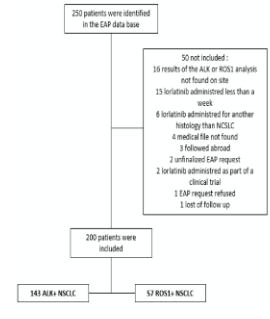 250 patients were identified
in the EAP data base
50 not included :
16 results of the ALK or ROS1 analysis
not found on site
15 lorlatinib administred less than a
week
6 lorlatinib administred for another
histology than NCSLC
4 medical file not found
3 followed abroad
2 unfinalized EAP request
2 lorlatinib administred as part of a
clinical trial
1 EAP request refused
1 lost of follow up
200 patients were
included
143 ALK+ NSCLC
57 ROS1+ NSCLC